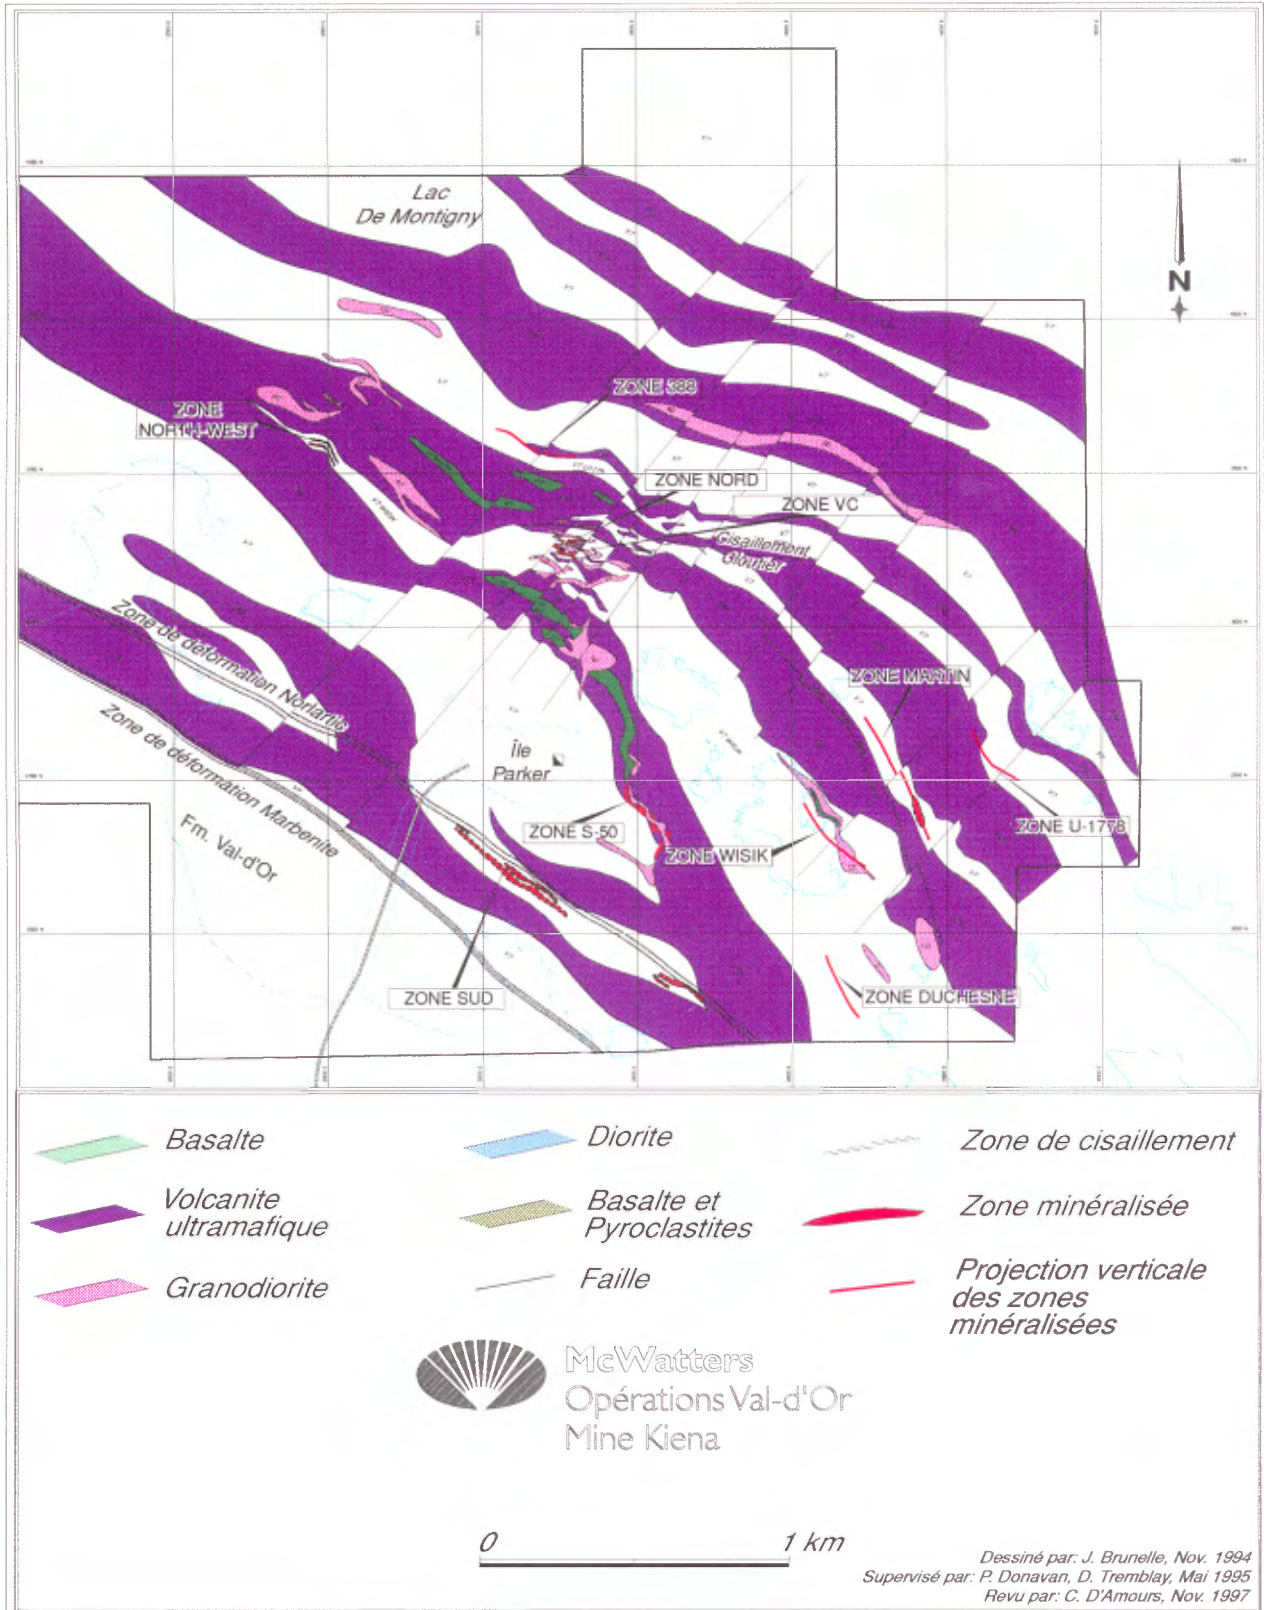 Lac
De Montigny
N
ZONE 388
ZONE
NORTH-WEST
ZONE NORD
ZONE VC
Cisaillement
Cloutier
Zone de déformation Norlartic
Zone de déformation Marbenite
ZONE MARTIN
Île
Parker
Fm. Val-d'Or
ZONE S-50
ZONE WISIK
ZONE U-1778
ZONE SUD
ZONE DUCHESNE
Basalte
Diorite
Zone de cisaillement
Volcanite
ultramafique
Basalte et
Pyroclastites
Zone minéralisée
Granodiorite
Faille
Projection verticale
des zones
minéralisées
McWatters
Opérations Val-d'Or
Mine Kiena
0 1 km
Dessiné par: J. Brunelle, Nov. 1994
Supervisé par: P. Donavan, D. Tremblay, Mai 1995
Revu par: C. D'Amours, Nov. 1997